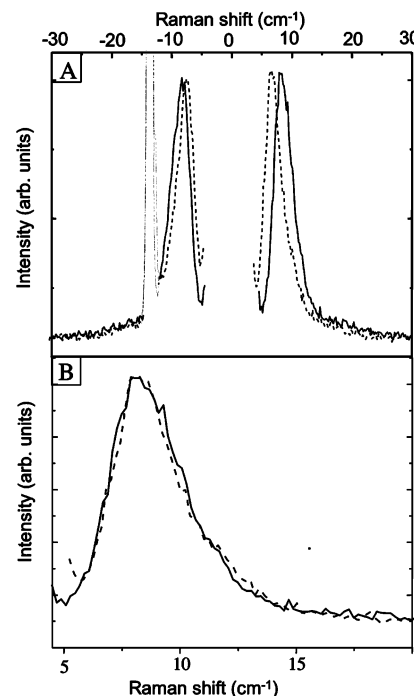 Raman shift (cm-1)
-30 -20 -10 0 10 20 30
A
Intensity (arb. units)
B
Intensity (arb. units)
5 10 15
Raman shift (cm-1)